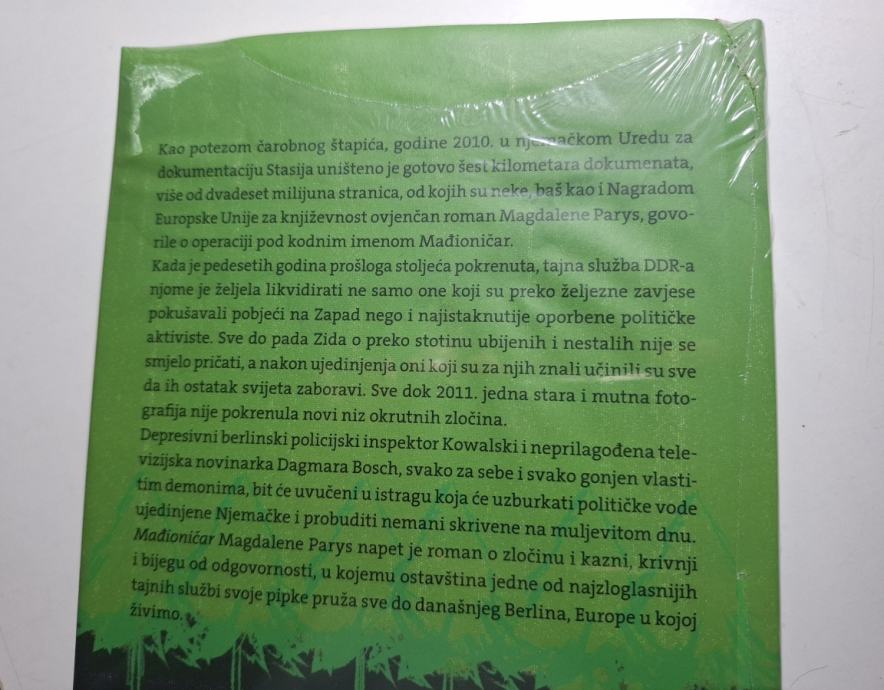 Kao potezom čarobnog štapića, godine 2010. u njemačkom Uredu za
dokumentaciju Stasija uništeno je gotovo šest kilometara dokumenata,
više od dvadeset milijuna stranica, od kojih su neke, baš kao i Nagradom
Europske Unije za književnost ovjenčan roman Magdalene Parys, govo-
rile o operaciji pod kodnim imenom Mađioničar.
Kada je pedesetih godina prošloga stoljeća pokrenuta, tajna služba DDR-a
njome je željela likvidirati ne samo one koji su preko željezne zavjese
pokušavali pobjeći na Zapad nego i najistaknutije oporbene političke
aktiviste. Sve do pada Zida o preko stotinu ubijenih i nestalih nije se
smjelo pričati, a nakon ujedinjenja oni koji su za njih znali učinili su sve
da ih ostatak svijeta zaboravi. Sve dok 2011. jedna stara i mutna foto-
grafija nije pokrenula novi niz okrutnih zločina.
Depresivni berlinski policijski inspektor Kowalski i neprilagođena tele-
vizijska novinarka Dagmara Bosch, svako za sebe i svako gonjen vlasti-
tim demonima, bit će uvučeni u istragu koja će uzburkati političke vode
ujedinjene Njemačke i probuditi nemani skrivene na muljevitom dnu.
Mađioničar Magdalene Parys napet je roman o zločinu i kazni, krivnji
i bijegu od odgovornosti, u kojemu ostavština jedne od najzloglasnijih
tajnih službi svoje pipke pruža sve do današnjeg Berlina, Europe u kojoj
živimo.